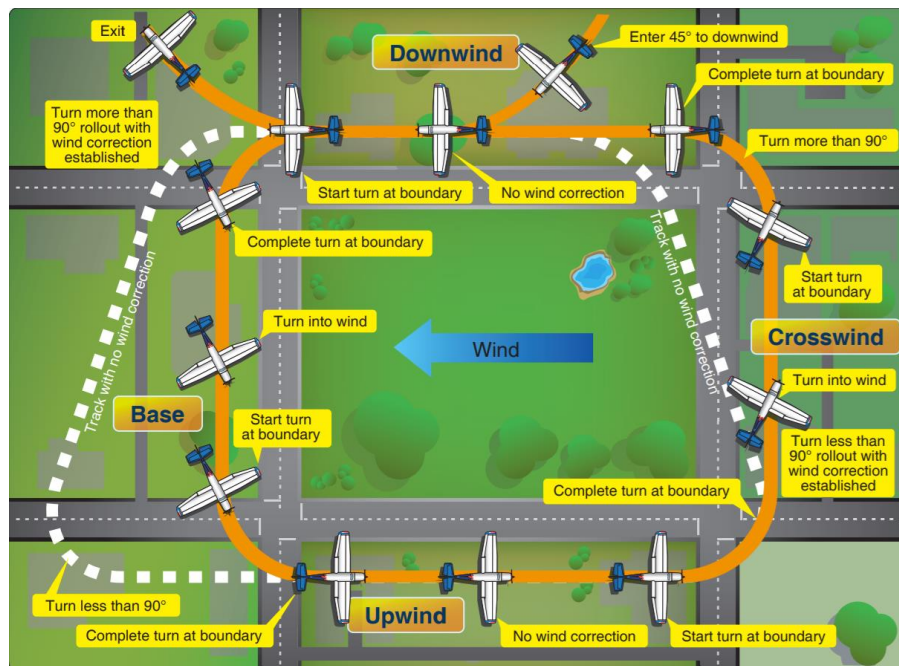 Exit
Downwind
Enter 45° to downwind
Complete turn at boundary
Turn more than
90° rollout with
wind correction
established
Turn more than 90°
Start turn at boundary
No wind correction
Complete turn at boundary
Track with no wind correction
Track with no wind correction
Start turn
at boundary
Turn into wind
Wind
Crosswind
Turn into wind
Base
Start turn
at boundary
Turn less than
90° rollout with
wind correction
established
Complete turn at boundary
Turn less than 90°
Upwind
Complete turn at boundary
No wind correction
Start turn at boundary